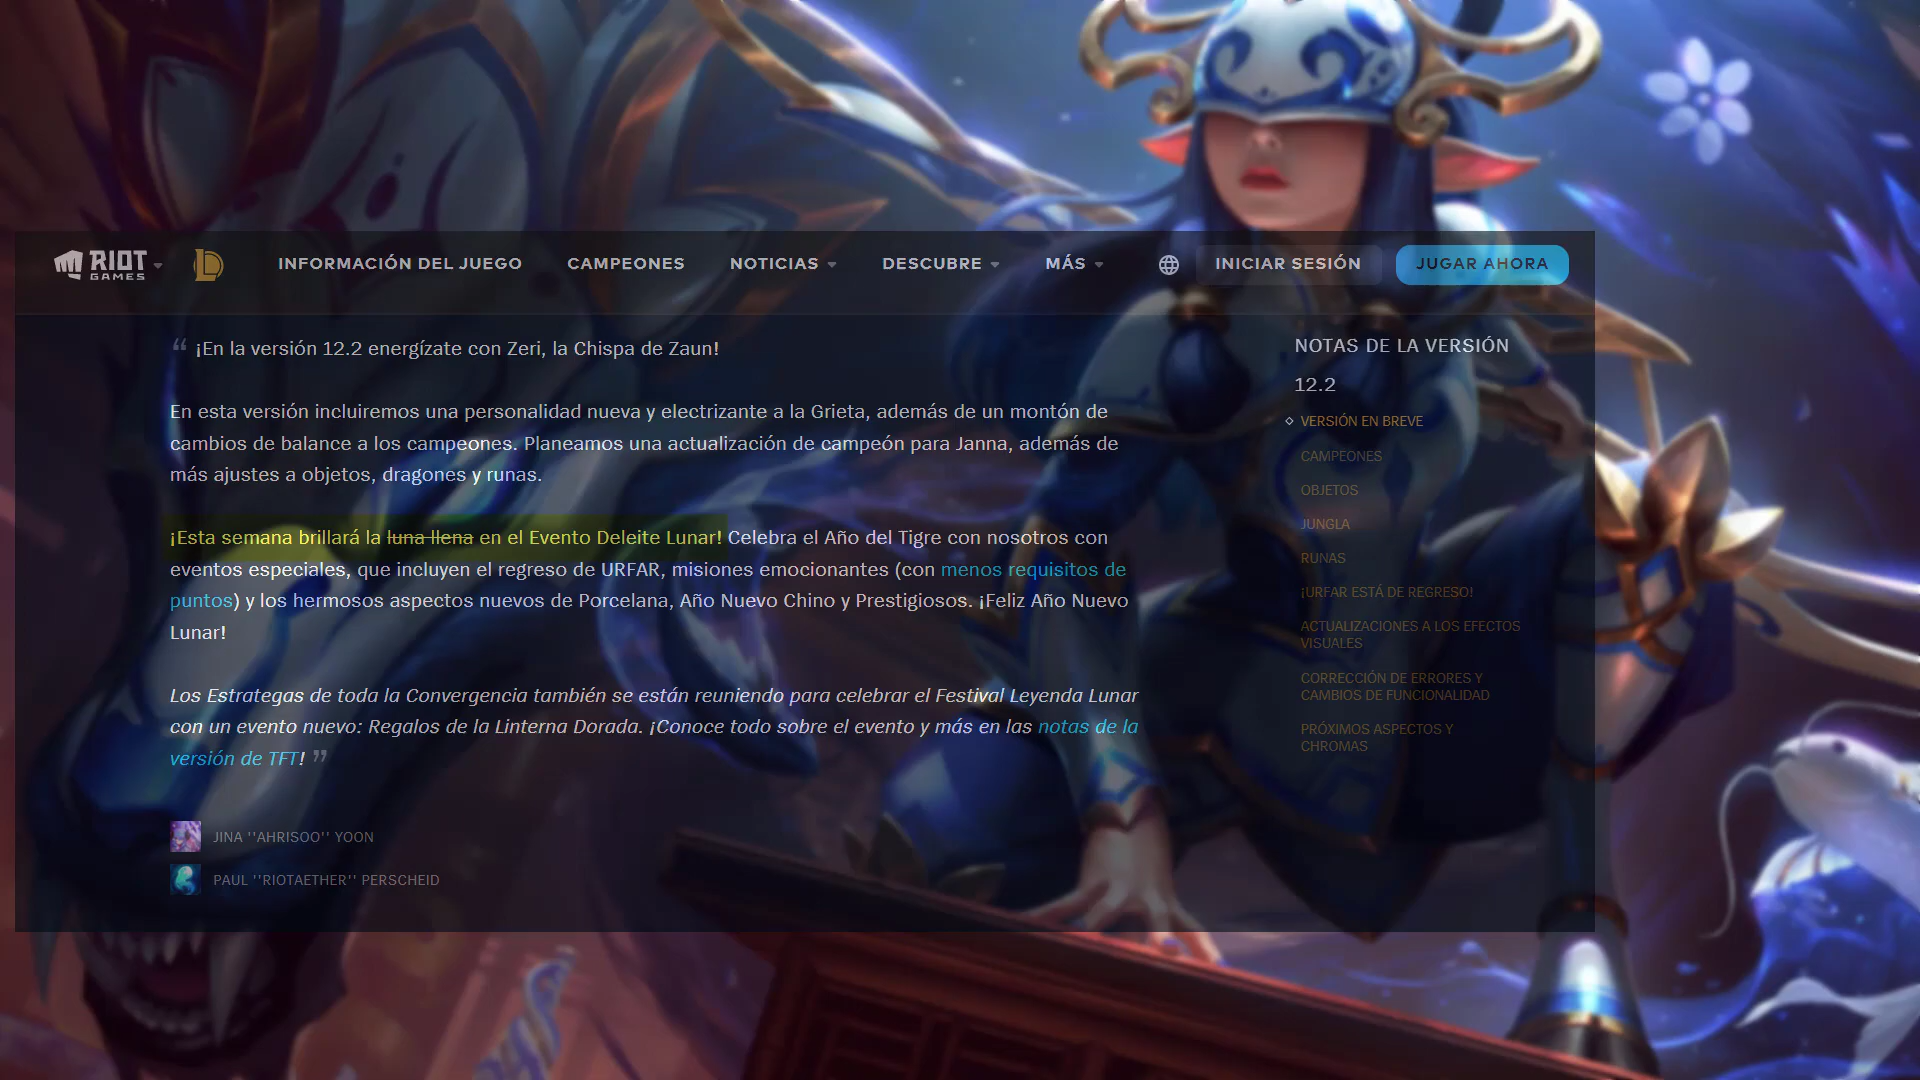 RIOT GAMES
INFORMACIÓN DEL JUEGO
CAMPEONES
NOTICIAS
DESCUBRE
MÁS
INICIAR SESIÓN
JUGAR AHORA
“ ¡En la versión 12.2 energízate con Zeri, la Chispa de Zaun!
En esta versión incluiremos una personalidad nueva y electrizante a la Grieta, además de un montón de
cambios de balance a los campeones. Planeamos una actualización de campeón para Janna, además de
más ajustes a objetos, dragones y runas.
¡Esta semana brillará la luna llena en el Evento Deleite Lunar! Celebra el Año del Tigre con nosotros con
eventos especiales, que incluyen el regreso de URFAR, misiones emocionantes (con menos requisitos de
puntos) y los hermosos aspectos nuevos de Porcelana, Año Nuevo Chino y Prestigiosos. ¡Feliz Año Nuevo
Lunar!
Los Estrategas de toda la Convergencia también se están reuniendo para celebrar el Festival Leyenda Lunar
con un evento nuevo: Regalos de la Linterna Dorada. ¡Conoce todo sobre el evento y más en las notas de la
versión de TFT! ”
JINA ''AHRISOO'' YOON
PAUL ''RIOTAETHER'' PERSCHEID
NOTAS DE LA VERSIÓN
12.2
VERSIÓN EN BREVE
CAMPEONES
OBJETOS
JUNGLA
RUNAS
¡URFAR ESTÁ DE REGRESO!
ACTUALIZACIONES A LOS EFECTOS
VISUALES
CORRECCIÓN DE ERRORES Y
CAMBIOS DE FUNCIONALIDAD
PRÓXIMOS ASPECTOS Y
CHROMAS